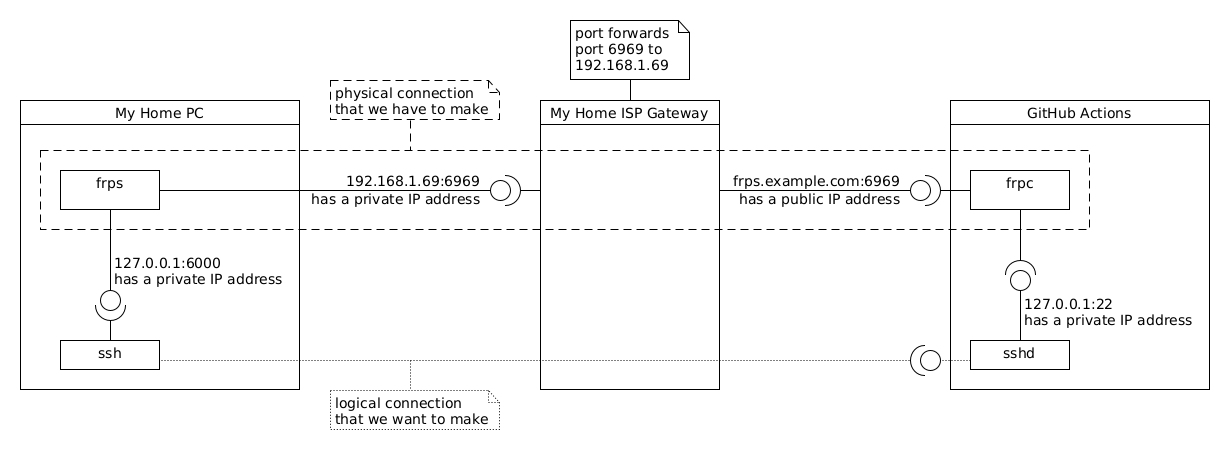 port forwards
port 6969 to
192.168.1.69
physical connection
that we have to make
My Home PC
My Home ISP Gateway
GitHub Actions
frps
192.168.1.69:6969
has a private IP address
frps.example.com:6969
has a public IP address
frpc
127.0.0.1:6000
has a private IP address
127.0.0.1:22
has a private IP address
ssh
sshd
logical connection
that we want to make